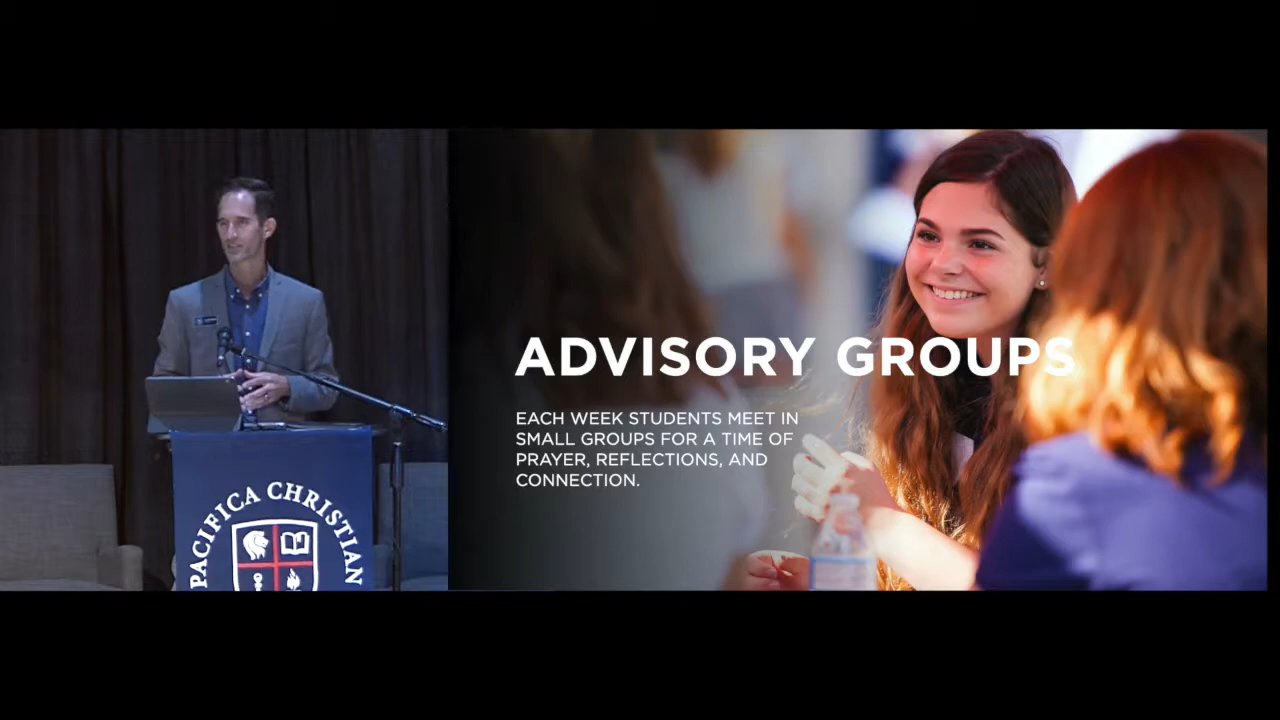 PACIFICA CHRISTIAN
ADVISORY GROUPS
EACH WEEK STUDENTS MEET IN
SMALL GROUPS FOR A TIME OF
PRAYER, REFLECTIONS, AND
CONNECTION.